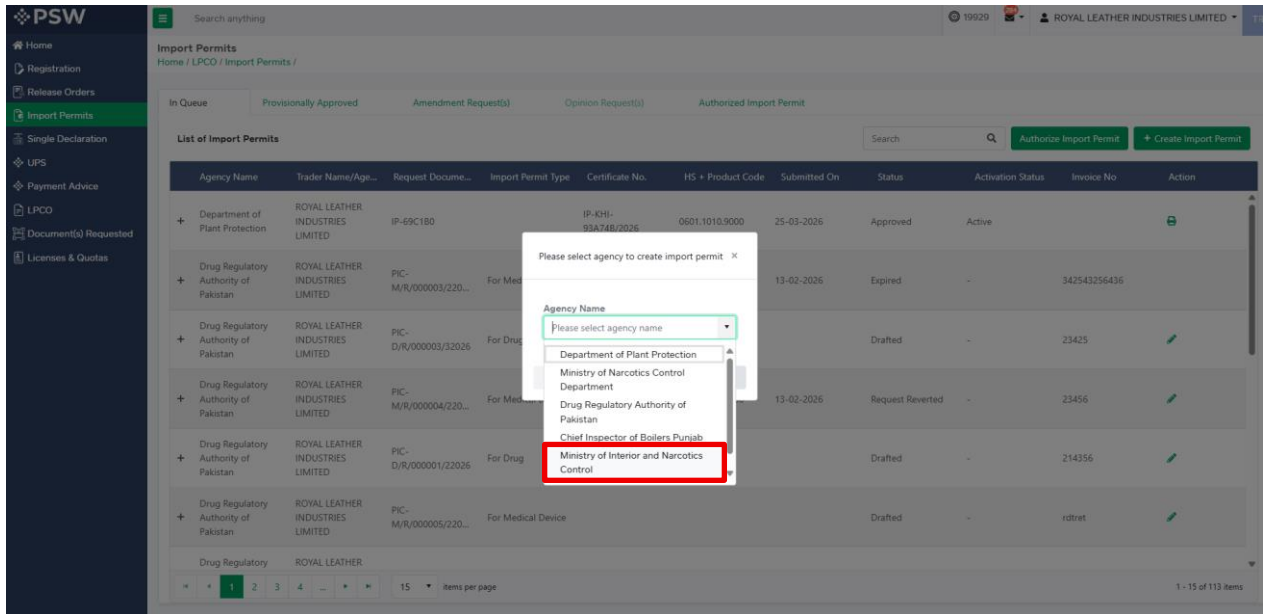 PSW
Search anything
19929
ROYAL LEATHER INDUSTRIES LIMITED
Home
Registration
Release Orders
Import Permits
Single Declaration
UPS
Payment Advice
LPCO
Document(s) Requested
Licenses & Quotas
Import Permits
Home / LPCO / Import Permits /
In Queue Provisionally Approved Amendment Request(s) Opinion Request(s) Authorized Import Permit
List of Import Permits Search Authorize Import Permit + Create Import Permit
Agency Name Trader Name/Age... Request Docume... Import Permit Type Certificate No. HS + Product Code Submitted On Status Activation Status Invoice No Action
+ Department of Plant Protection ROYAL LEATHER INDUSTRIES LIMITED IP-69C1B0 IP-KHI-93A74B/2026 0601.1010.9000 25-03-2026 Approved Active
+ Drug Regulatory Authority of Pakistan ROYAL LEATHER INDUSTRIES LIMITED PIC-M/R/000003/220... For Med 13-02-2026 Expired - 342543256436
+ Drug Regulatory Authority of Pakistan ROYAL LEATHER INDUSTRIES LIMITED PIC-D/R/000003/32026 For Drug Drafted - 23425
+ Drug Regulatory Authority of Pakistan ROYAL LEATHER INDUSTRIES LIMITED PIC-M/R/000004/220... For Med 13-02-2026 Request Reverted - 23456
+ Drug Regulatory Authority of Pakistan ROYAL LEATHER INDUSTRIES LIMITED PIC-D/R/000001/22026 For Drug Drafted - 214356
+ Drug Regulatory Authority of Pakistan ROYAL LEATHER INDUSTRIES LIMITED PIC-M/R/000005/220... For Medical Device Drafted - rdtret
Drug Regulatory ROYAL LEATHER
Please select agency to create import permit ×
Agency Name
Please select agency name
Department of Plant Protection
Ministry of Narcotics Control
Department
Drug Regulatory Authority of
Pakistan
Chief Inspector of Boilers Punjab
Ministry of Interior and Narcotics
Control
1 2 3 4 ... 15 items per page 1 - 15 of 113 items